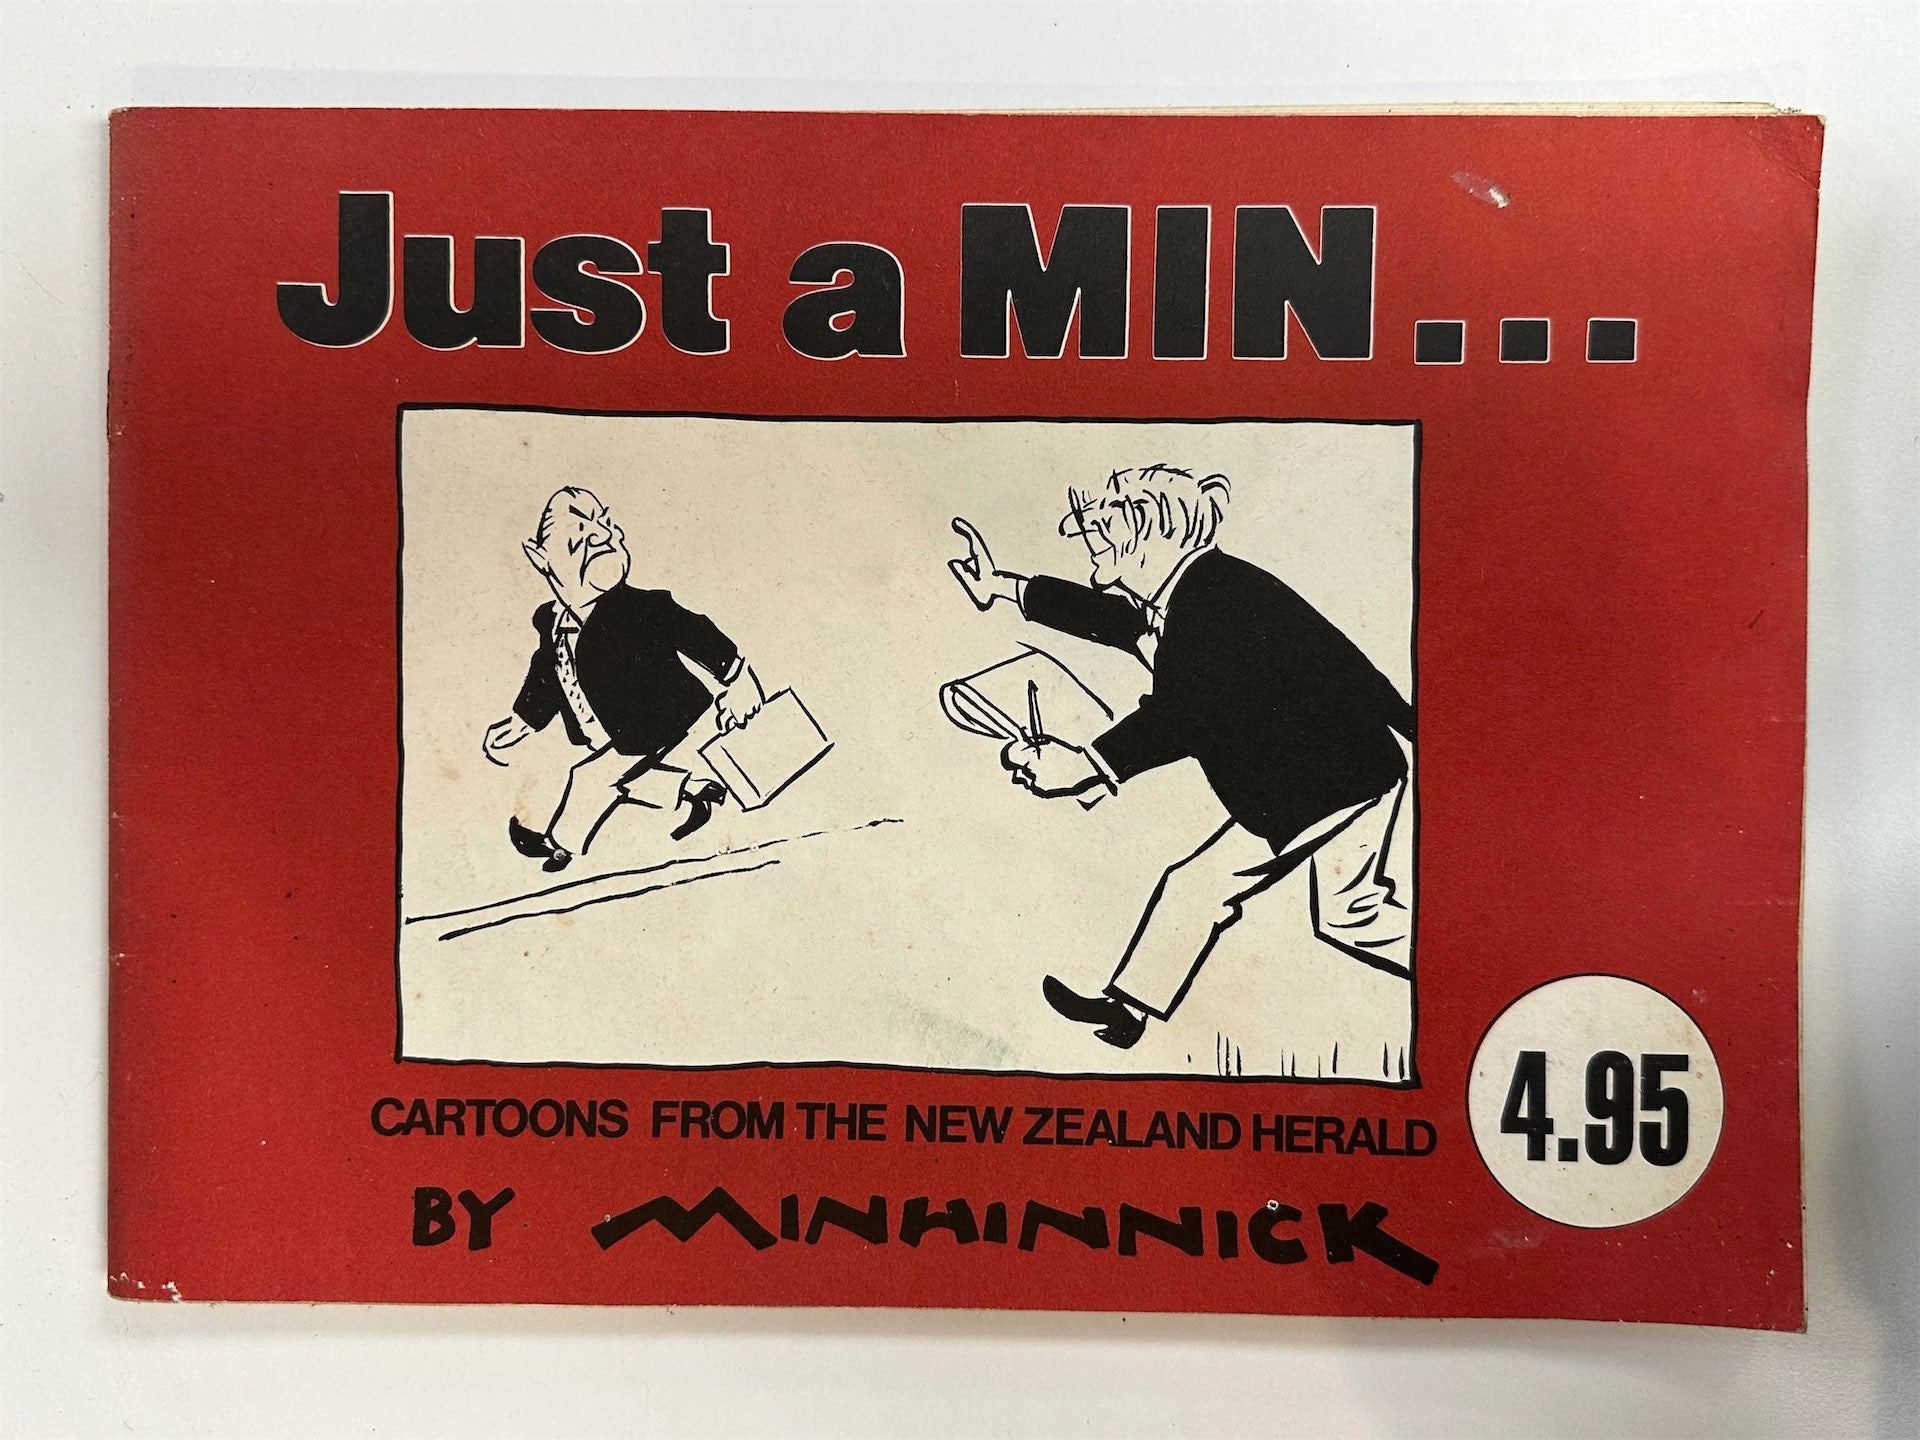 Just a MIN...
CARTOONS FROM THE NEW ZEALAND HERALD
BY MINHINNICK
4.95